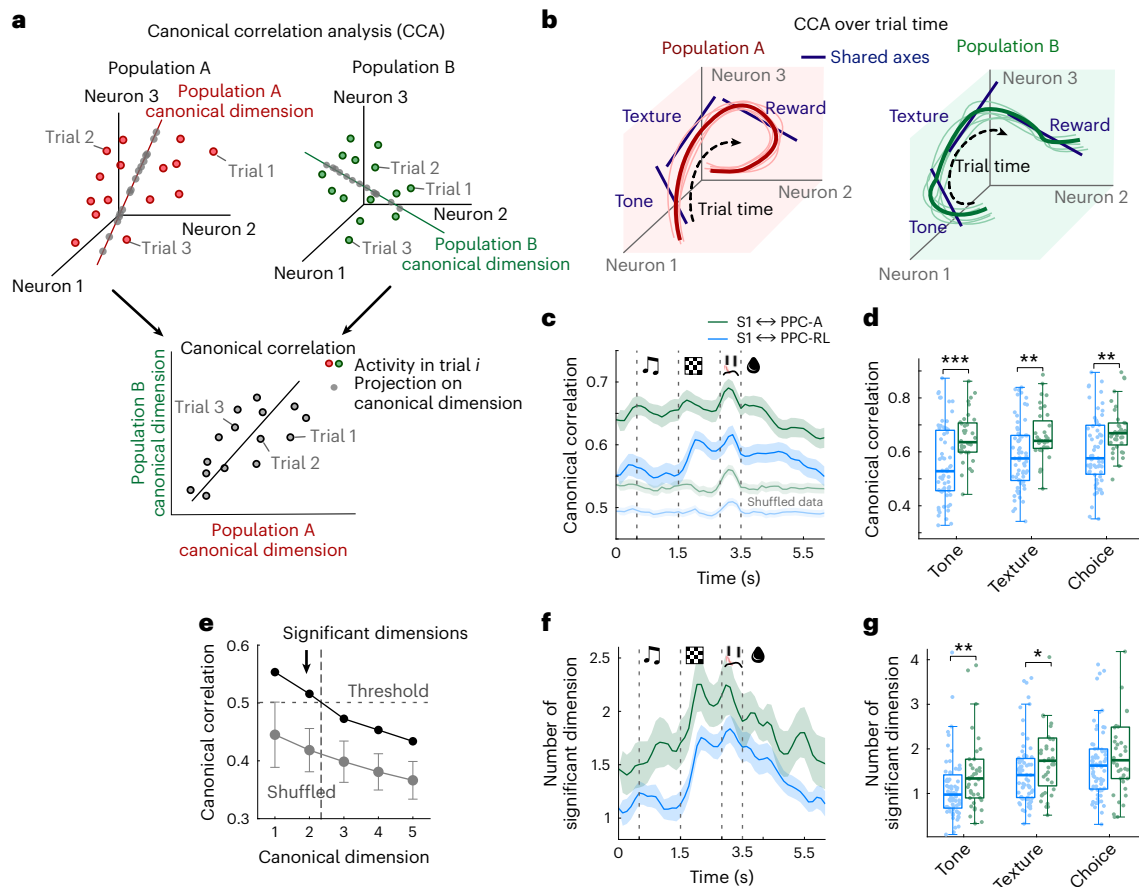 a
Canonical correlation analysis (CCA)
Population A
Neuron 3
Population A
canonical dimension
Trial 2
Trial 1
Neuron 2
Trial 3
Neuron 1
Population B
Neuron 3
Trial 2
Trial 1
Neuron 2
Trial 3
Population B
canonical dimension
Neuron 1
Canonical correlation
Activity in trial i
Projection on
canonical dimension
Population B
canonical dimension
Trial 3
Trial 1
Trial 2
Population A
canonical dimension
b
CCA over trial time
Population A
Shared axes
Population B
Neuron 3
Texture
Reward
Neuron 2
Tone
Trial time
Neuron 1
Neuron 3
Texture
Reward
Trial time
Neuron 2
Tone
Neuron 1
c
S1 ↔ PPC-A
S1 ↔ PPC-RL
Canonical correlation
0.7
0.6
0.5
Shuffled data
0
1.5
3.5
5.5
Time (s)
d
***
**
**
Canonical correlation
0.8
0.6
0.4
Tone
Texture
Choice
e
Significant dimensions
Canonical correlation
0.6
0.5
0.4
0.3
Threshold
Shuffled
1
2
3
4
5
Canonical dimension
f
Number of
significant dimension
2.5
2
1.5
1
0
1.5
3.5
5.5
Time (s)
g
**
*
Number of
significant dimension
4
3
2
1
Tone
Texture
Choice